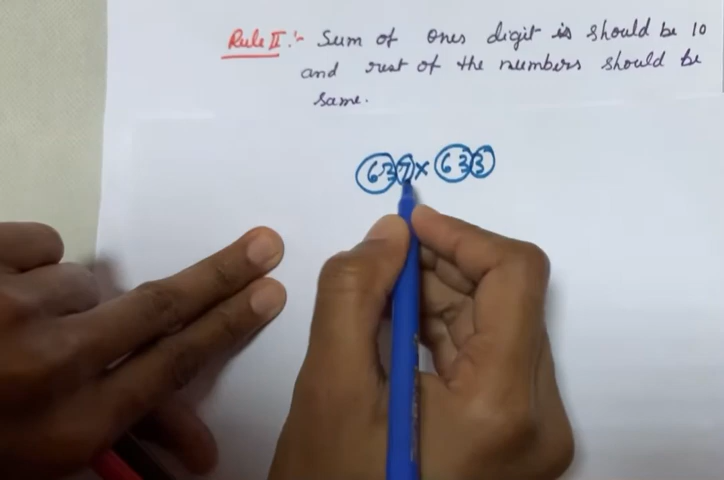 Rule II :- Sum of ones digit is should be 10
and rest of the numbers should be
same.
637 × 633